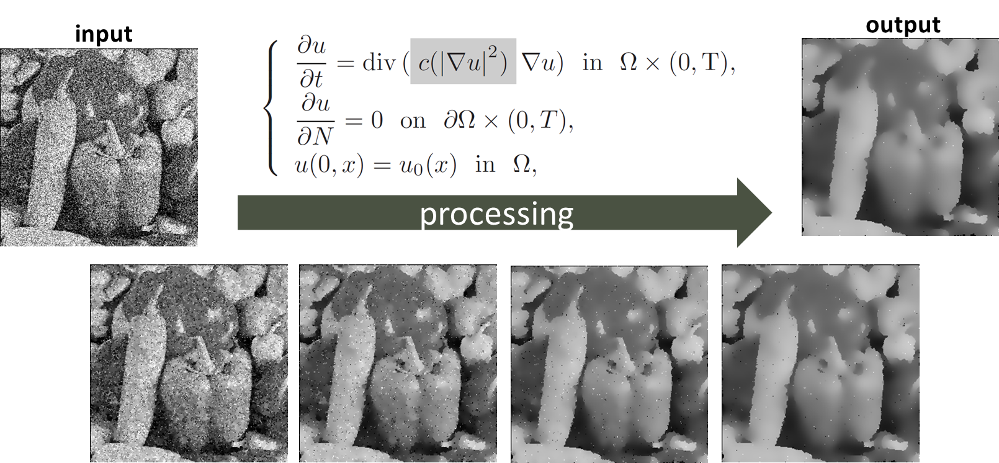 input
output
∂u/∂t = div ( c(|∇u|²) ∇u) in Ω × (0, T),
∂u/∂N = 0 on ∂Ω × (0, T),
u(0, x) = u₀(x) in Ω,
processing